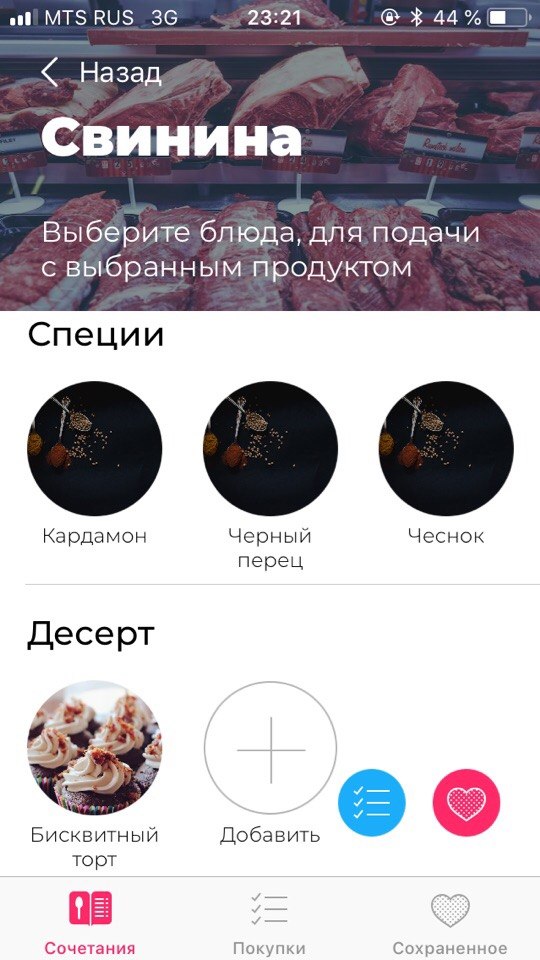 MTS RUS 3G 23:21 44 %
Назад
Свинина
Выберите блюда, для подачи
с выбранным продуктом
Специи
Кардамон Черный Чеснок
перец
Десерт
Бисквитный Добавить
торт
Сочетания Покупки Сохраненное